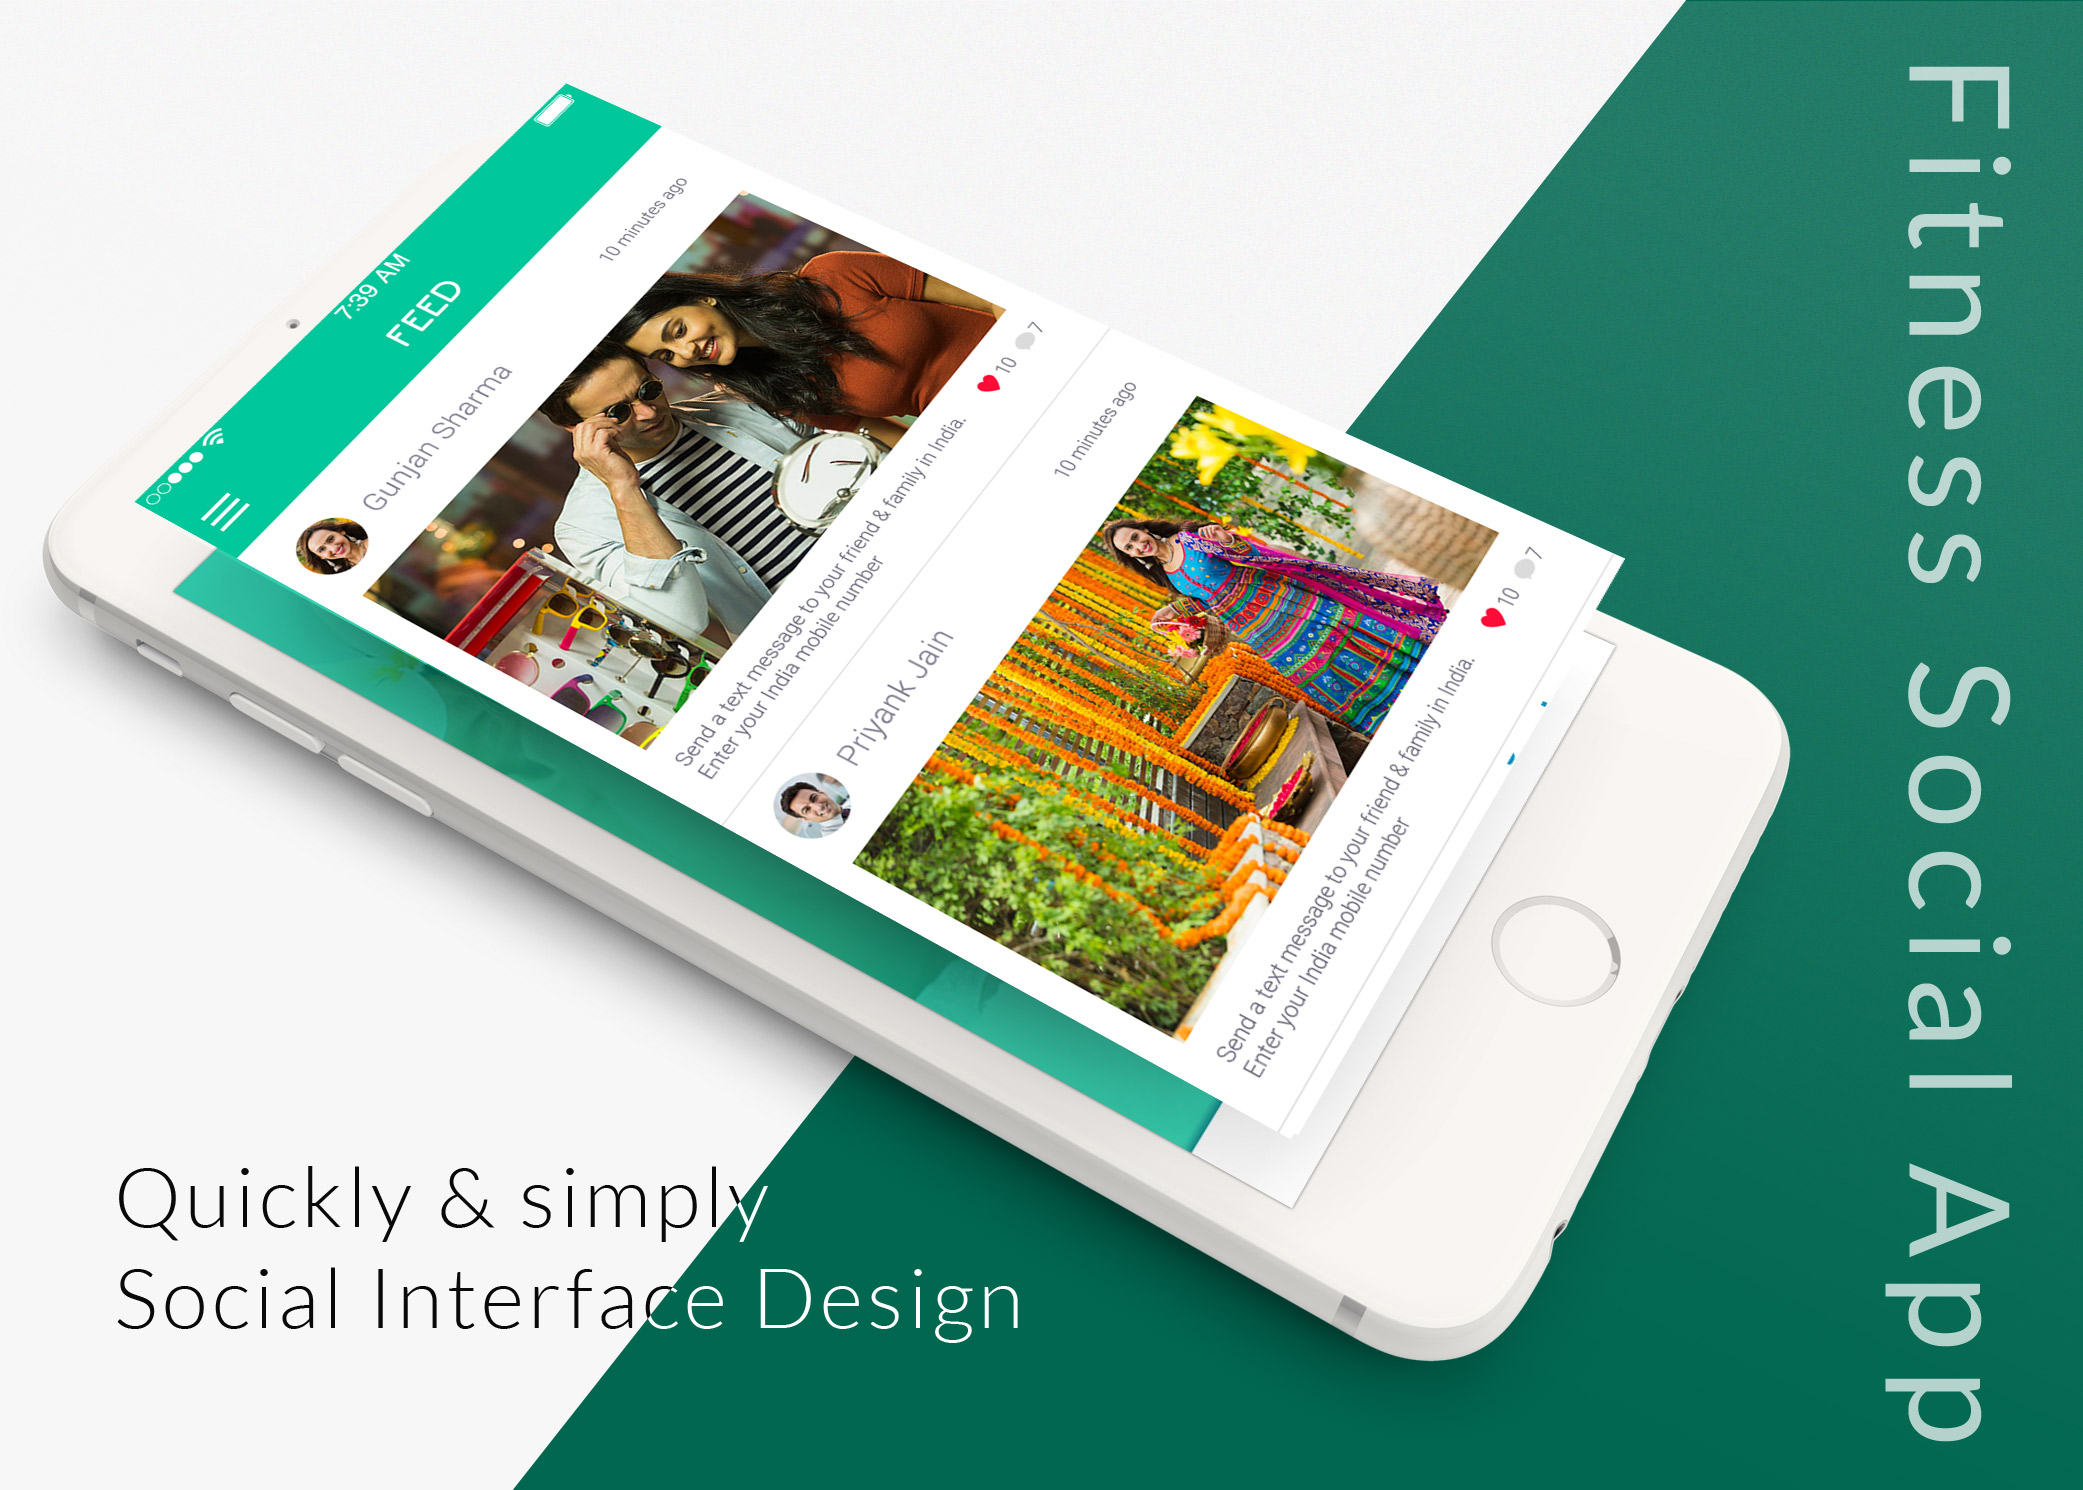 7:39 AM
FEED
Gunjan Sharma
10 minutes ago
Send a text message to your friend & family in India.
Enter your India mobile number
10
7
Priyank Jain
10 minutes ago
Send a text message to your friend & family in India.
Enter your India mobile number
10
7
Quickly & simply
Social Interface Design
Fitness Social App